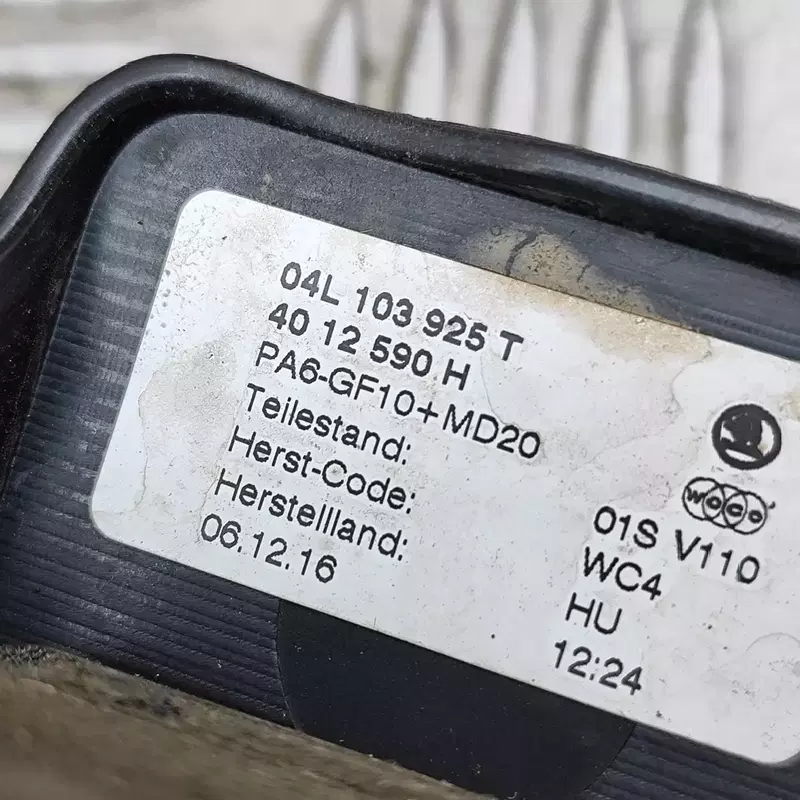 04L 103 925 T
40 12 590 H
PA6-GF10+MD20
Teilestand: 01S V110
Herst-Code: WC4
Herstellland: HU
06.12.16 12:24
woco